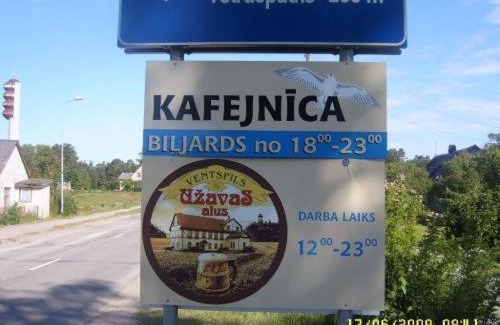 KAFEJNĪCA
BILJARDS no 18⁰⁰-23⁰⁰
VENTSPILS
Užavas
alus
DARBA LAIKS
12⁰⁰-23⁰⁰